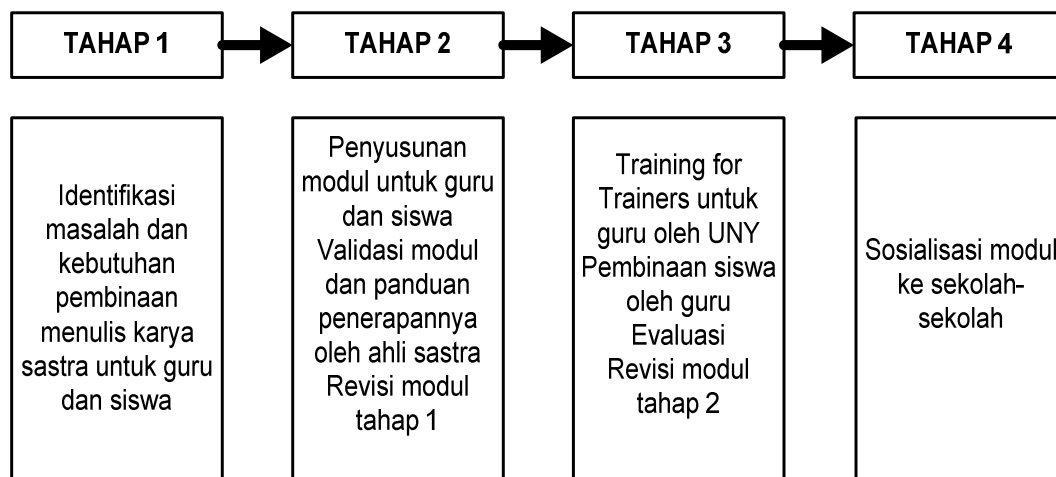 TAHAP 1
TAHAP 2
TAHAP 3
TAHAP 4
Identifikasi
masalah dan
kebutuhan
pembinaan
menulis karya
sastra untuk guru
dan siswa
Penyusunan
modul untuk guru
dan siswa
Validasi modul
dan panduan
penerapannya
oleh ahli sastra
Revisi modul
tahap 1
Training for
Trainers untuk
guru oleh UNY
Pembinaan siswa
oleh guru
Evaluasi
Revisi modul
tahap 2
Sosialisasi modul
ke sekolah-
sekolah